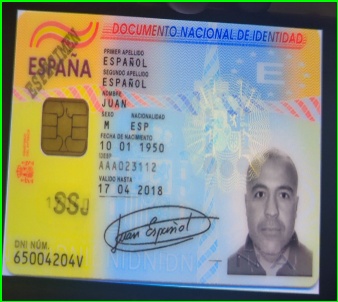 DOCUMENTO NACIONAL DE IDENTIDAD
ESPAÑA
ESPECIMEN
PRIMER APELLIDO
ESPAÑOL
SEGUNDO APELLIDO
ESPAÑOL
NOMBRE
JUAN
SEXO NACIONALIDAD
M ESP
FECHA DE NACIMIENTO
10 01 1950
IDESP
AAA023112
VALIDO HASTA
17 04 2018
1SSJ
Juan Español
DNI NÚM.
65004204V